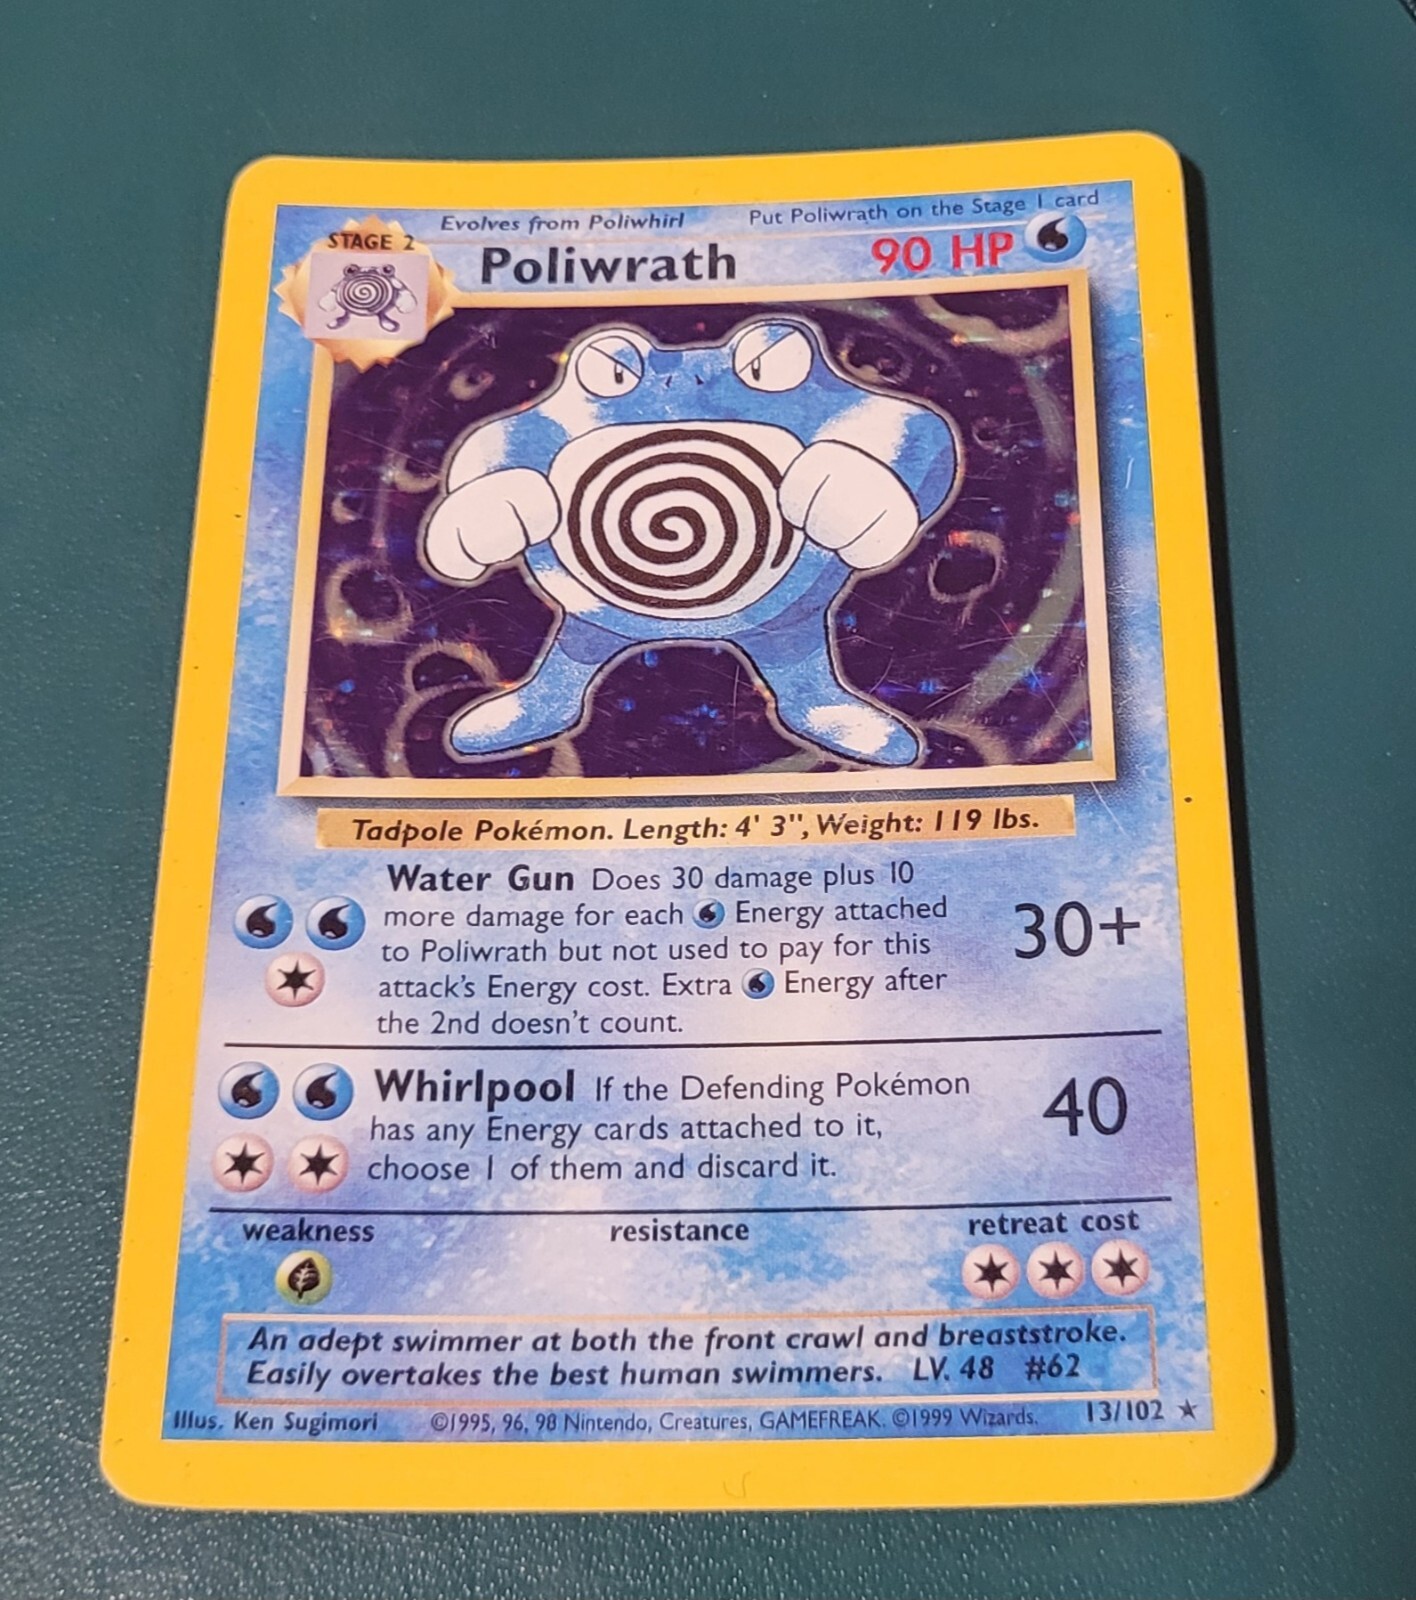 Evolves from Poliwhirl Put Poliwrath on the Stage 1 card
STAGE 2
Poliwrath 90 HP
Tadpole Pokémon. Length: 4' 3", Weight: 119 lbs.
Water Gun Does 30 damage plus 10
more damage for each Energy attached
to Poliwrath but not used to pay for this
attack's Energy cost. Extra Energy after
the 2nd doesn't count.
30+
Whirlpool If the Defending Pokémon
has any Energy cards attached to it,
choose 1 of them and discard it.
40
weakness resistance retreat cost
An adept swimmer at both the front crawl and breaststroke.
Easily overtakes the best human swimmers. LV. 48 #62
Illus. Ken Sugimori ©1995, 96, 98 Nintendo, Creatures, GAMEFREAK. ©1999 Wizards. 13/102 ★